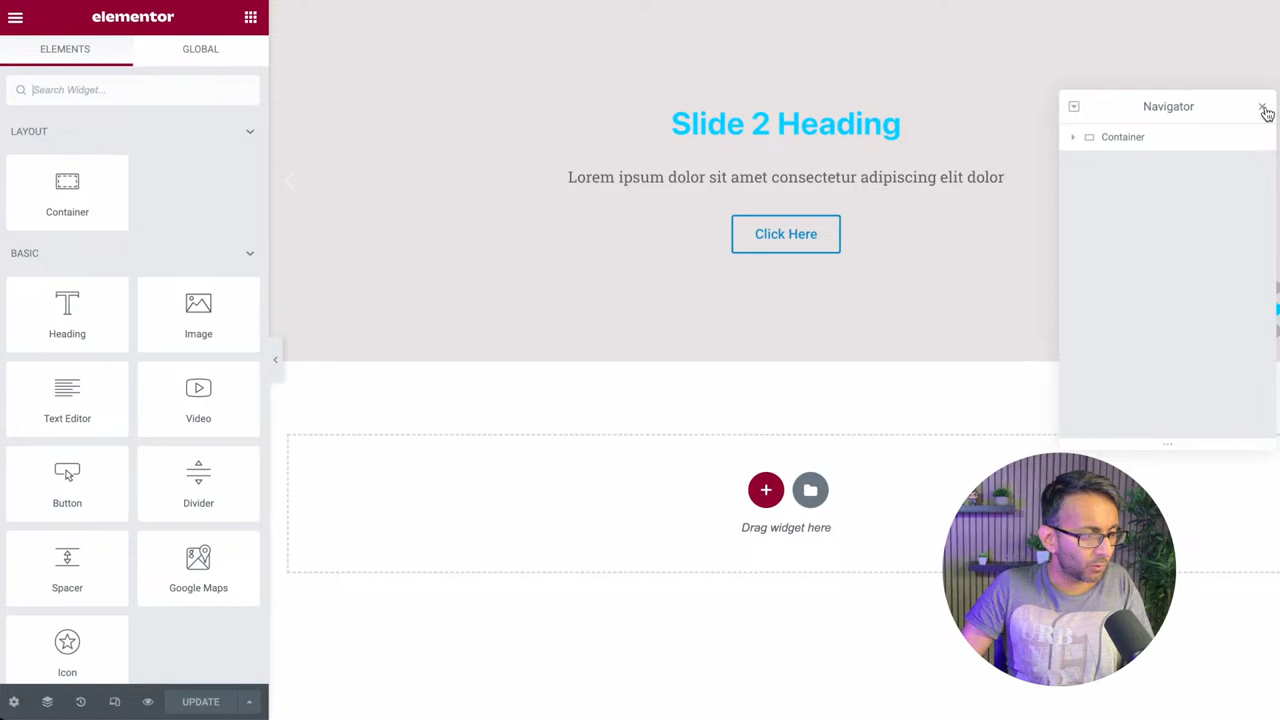 elementor
ELEMENTS
GLOBAL
Search Widget...
LAYOUT
Container
BASIC
Heading
Image
Text Editor
Video
Button
Divider
Spacer
Google Maps
Icon
UPDATE
Slide 2 Heading
Lorem ipsum dolor sit amet consectetur adipiscing elit dolor
Click Here
Drag widget here
Navigator
Container
URB
N